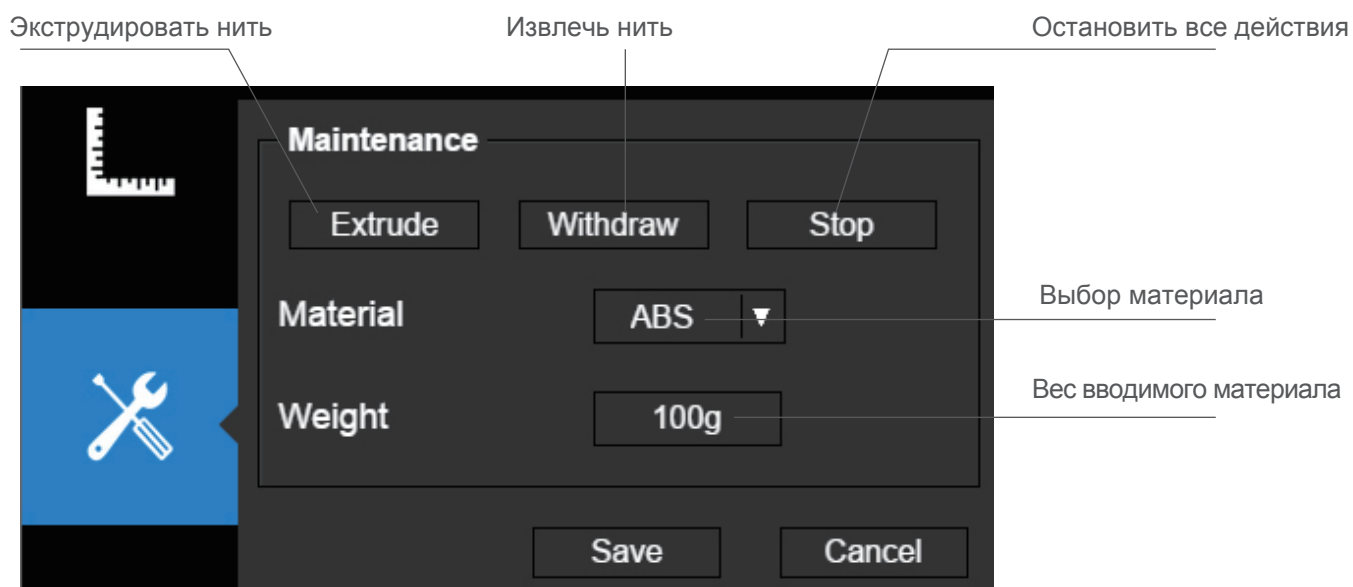 Экструдировать нить Извлечь нить Остановить все действия
Maintenance
Extrude Withdraw Stop
Выбор материала
Material ABS
Вес вводимого материала
Weight 100g
Save Cancel